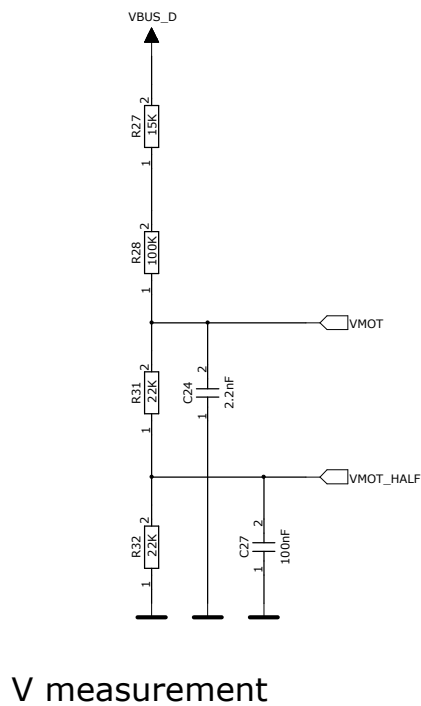 VBUS_D
2
R27
15K
1
2
R28
100K
1
VMOT
2
R31
22K
1
2
C24
2.2nF
1
VMOT_HALF
2
R32
22K
1
2
C27
100nF
1
V measurement